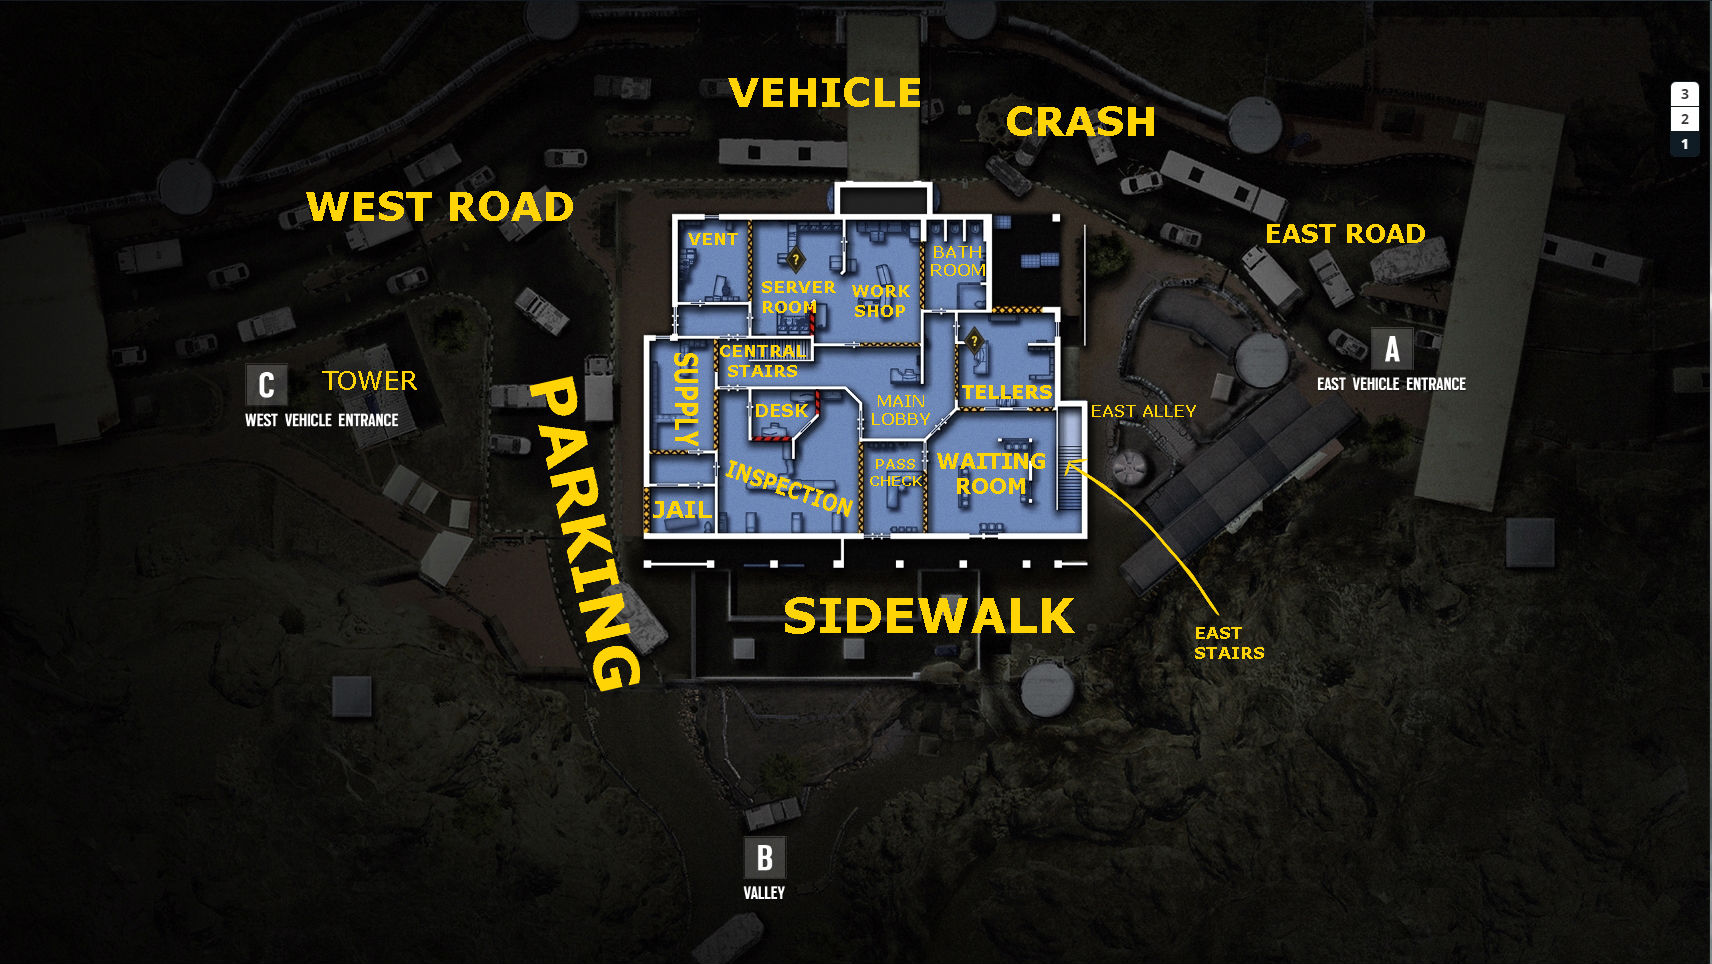 VEHICLE
CRASH
3
2
1
WEST ROAD
EAST ROAD
VENT
BATH
ROOM
?
SERVER
ROOM
WORK
SHOP
?
A
EAST VEHICLE ENTRANCE
C
WEST VEHICLE ENTRANCE
TOWER
CENTRAL
STAIRS
SUPPLY
TELLERS
PARKING
DESK
MAIN
LOBBY
EAST ALLEY
INSPECTION
PASS
CHECK
WAITING
ROOM
JAIL
SIDEWALK
EAST
STAIRS
B
VALLEY